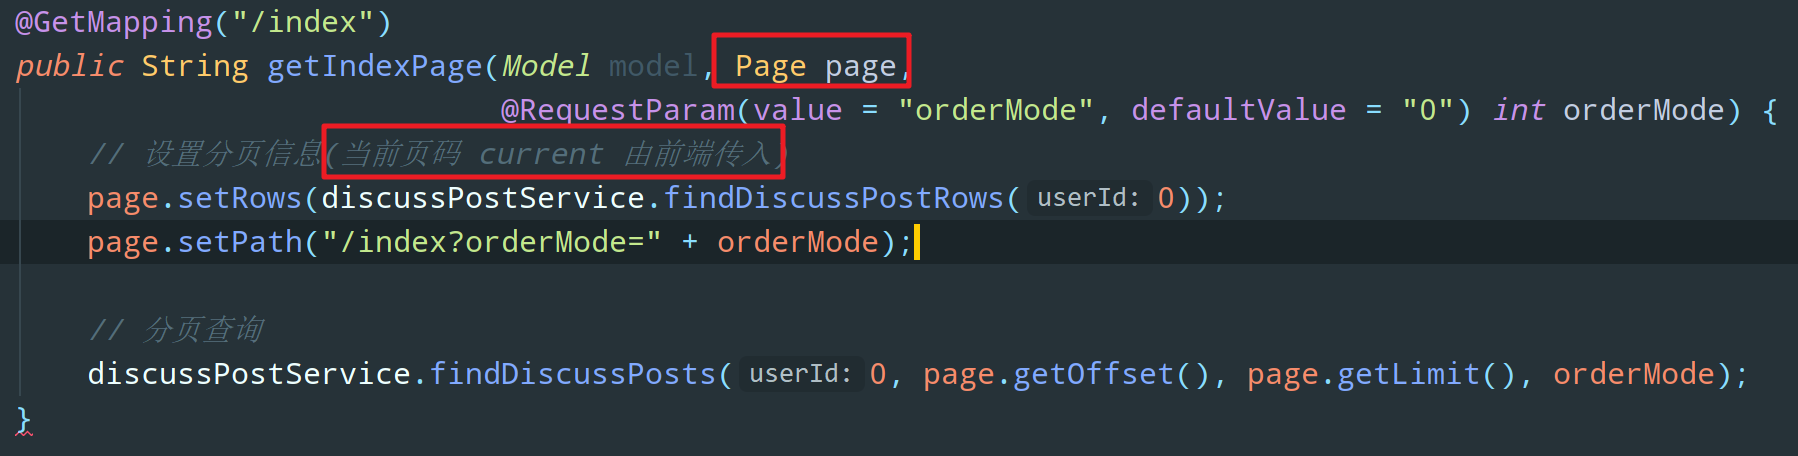 @GetMapping("/index")
public String getIndexPage(Model model, Page page,
@RequestParam(value = "orderMode", defaultValue = "0") int orderMode) {
// 设置分页信息(当前页码 current 由前端传入)
page.setRows(discussPostService.findDiscussPostRows( userId: 0));
page.setPath("/index?orderMode=" + orderMode);
// 分页查询
discussPostService.findDiscussPosts( userId: 0, page.getOffset(), page.getLimit(), orderMode);
}